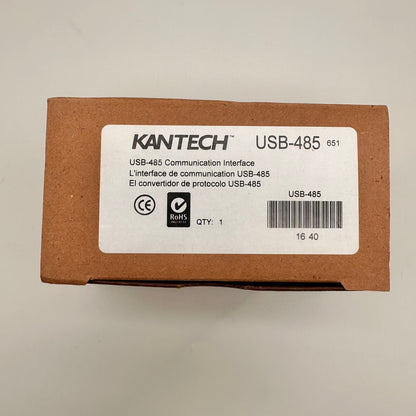 KANTECH™ USB-485 651
USB-485 Communication Interface
L'interface de communication USB-485
El convertidor de protocolo USB-485
USB-485
CE
RoHS
QTY: 1
16 40